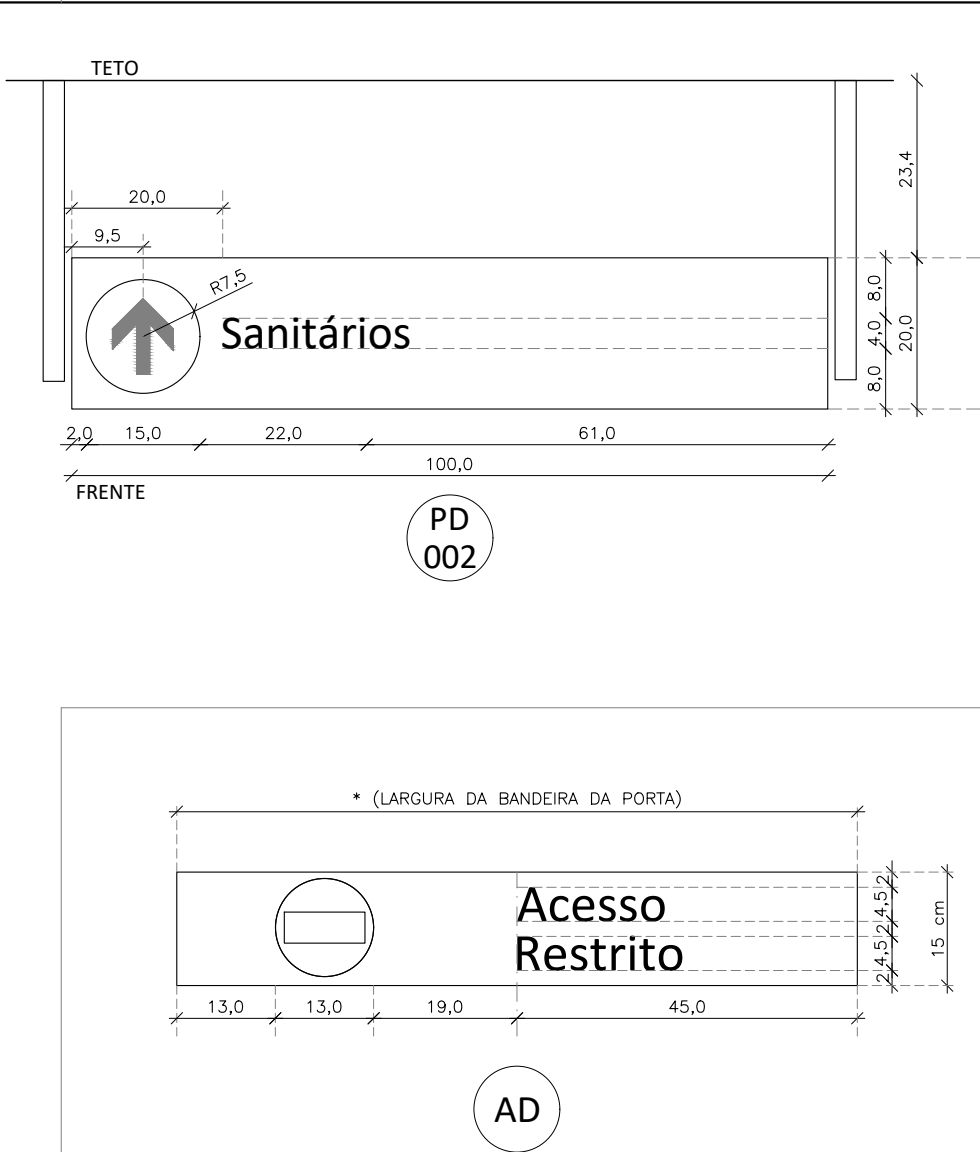 TETO
20,0
9,5
R7,5
23,4
Sanitários
8,0
4,0
8,0
20,0
2,0 15,0 22,0 61,0
100,0
FRENTE
PD
002
* (LARGURA DA BANDEIRA DA PORTA)
Acesso
Restrito
2 4,5 2 4,5 2
15 cm
13,0 13,0 19,0 45,0
AD